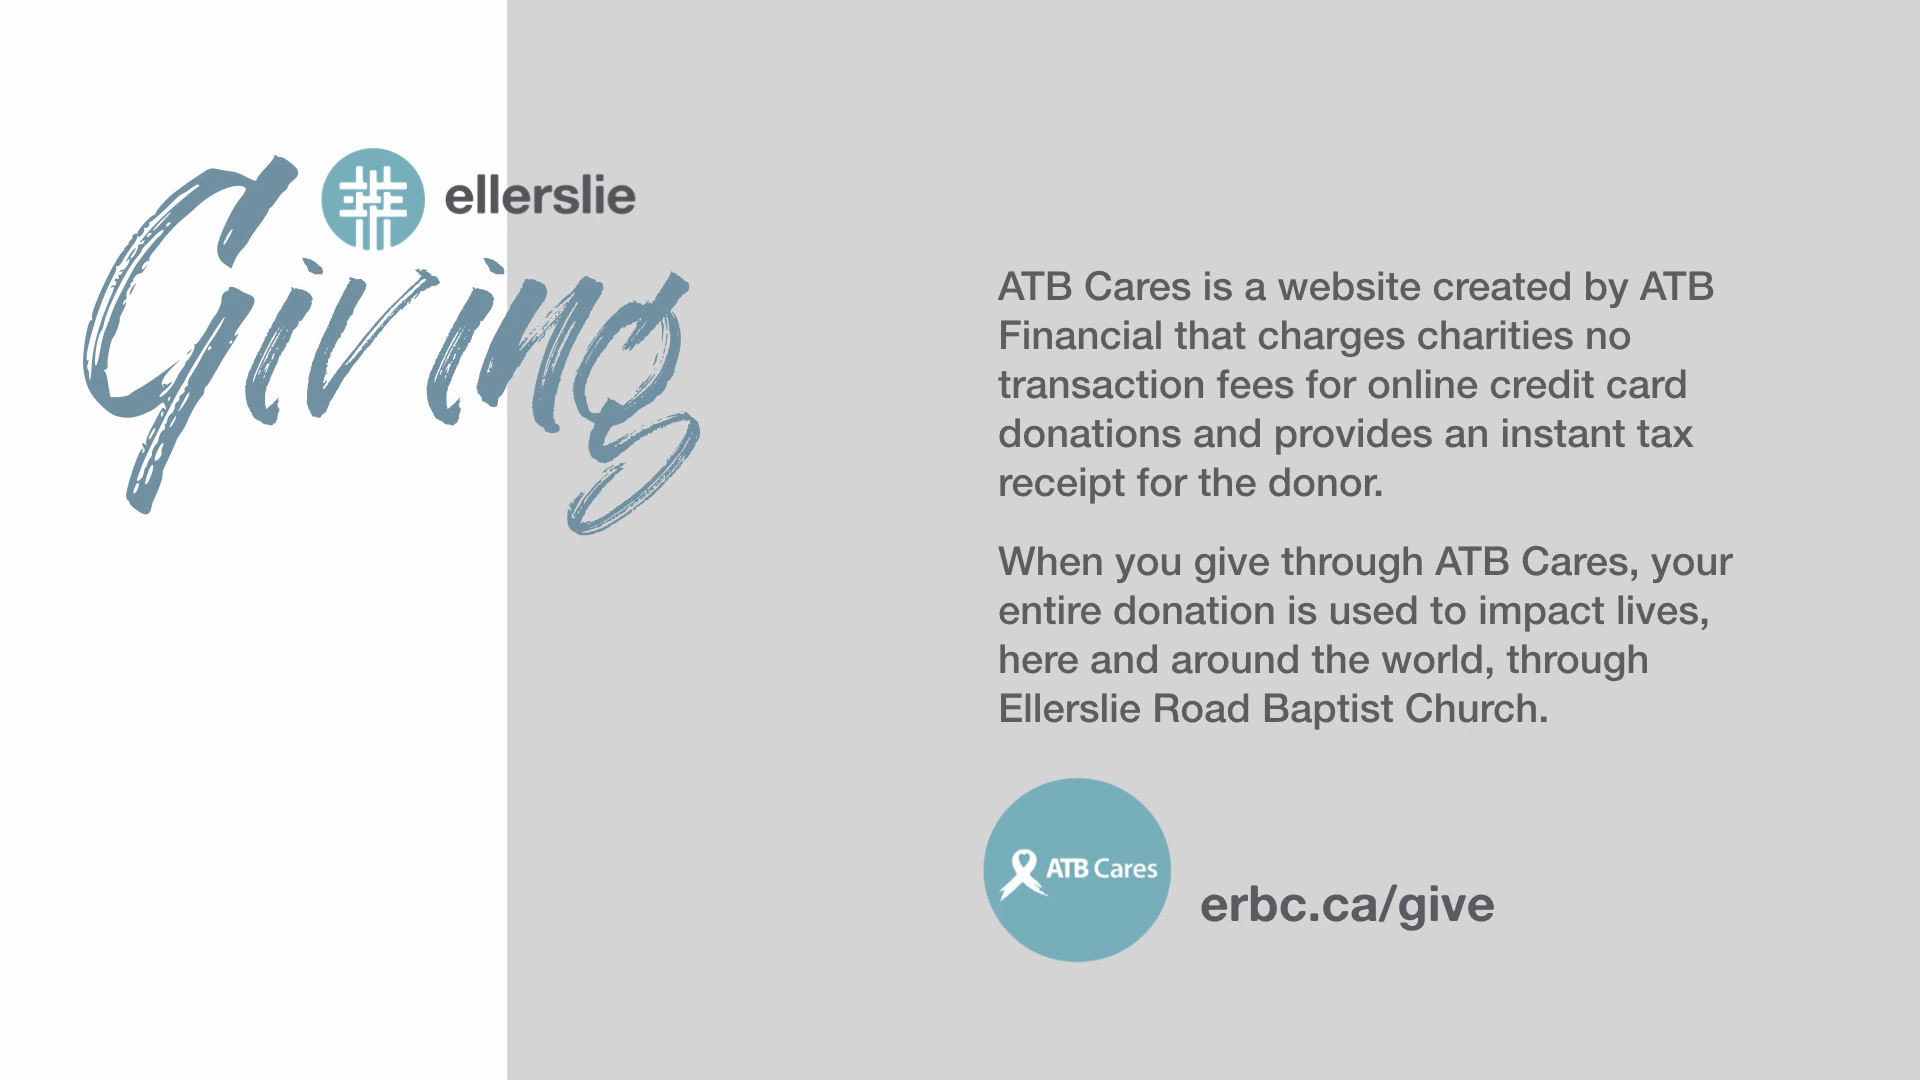 ellerslie
Giving
ATB Cares is a website created by ATB
Financial that charges charities no
transaction fees for online credit card
donations and provides an instant tax
receipt for the donor.
When you give through ATB Cares, your
entire donation is used to impact lives,
here and around the world, through
Ellerslie Road Baptist Church.
ATB Cares
erbc.ca/give